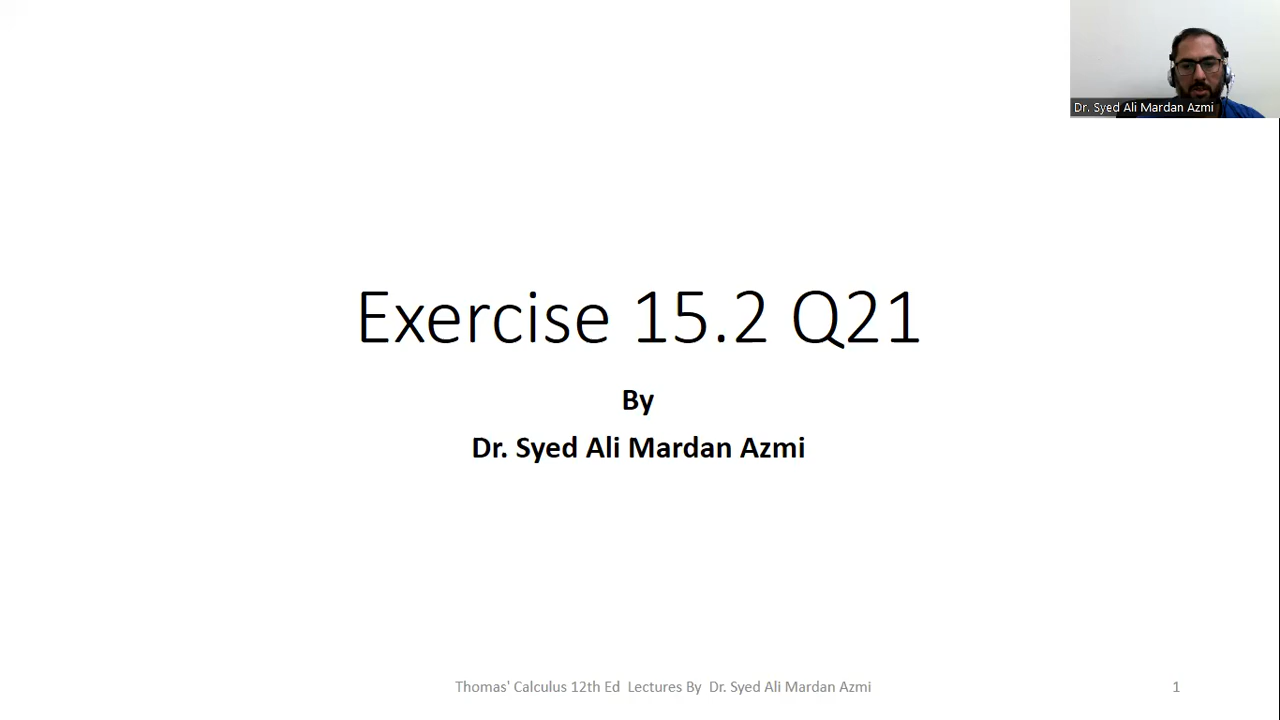 Dr. Syed Ali Mardan Azmi
Exercise 15.2 Q21
By
Dr. Syed Ali Mardan Azmi
Thomas' Calculus 12th Ed Lectures By Dr. Syed Ali Mardan Azmi
1